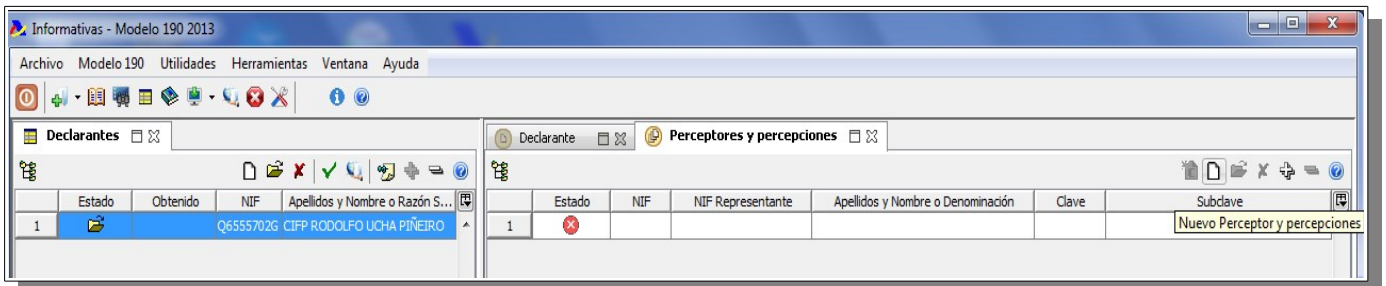 Informativas - Modelo 190 2013
Archivo Modelo 190 Utilidades Herramientas Ventana Ayuda
Declarantes
Declarante Perceptores y percepciones
Estado Obtenido NIF Apellidos y Nombre o Razón S...
1 Q6555702G CIFP RODOLFO UCHA PIÑEIRO
Estado NIF NIF Representante Apellidos y Nombre o Denominación Clave Subclave
1
Nuevo Perceptor y percepciones